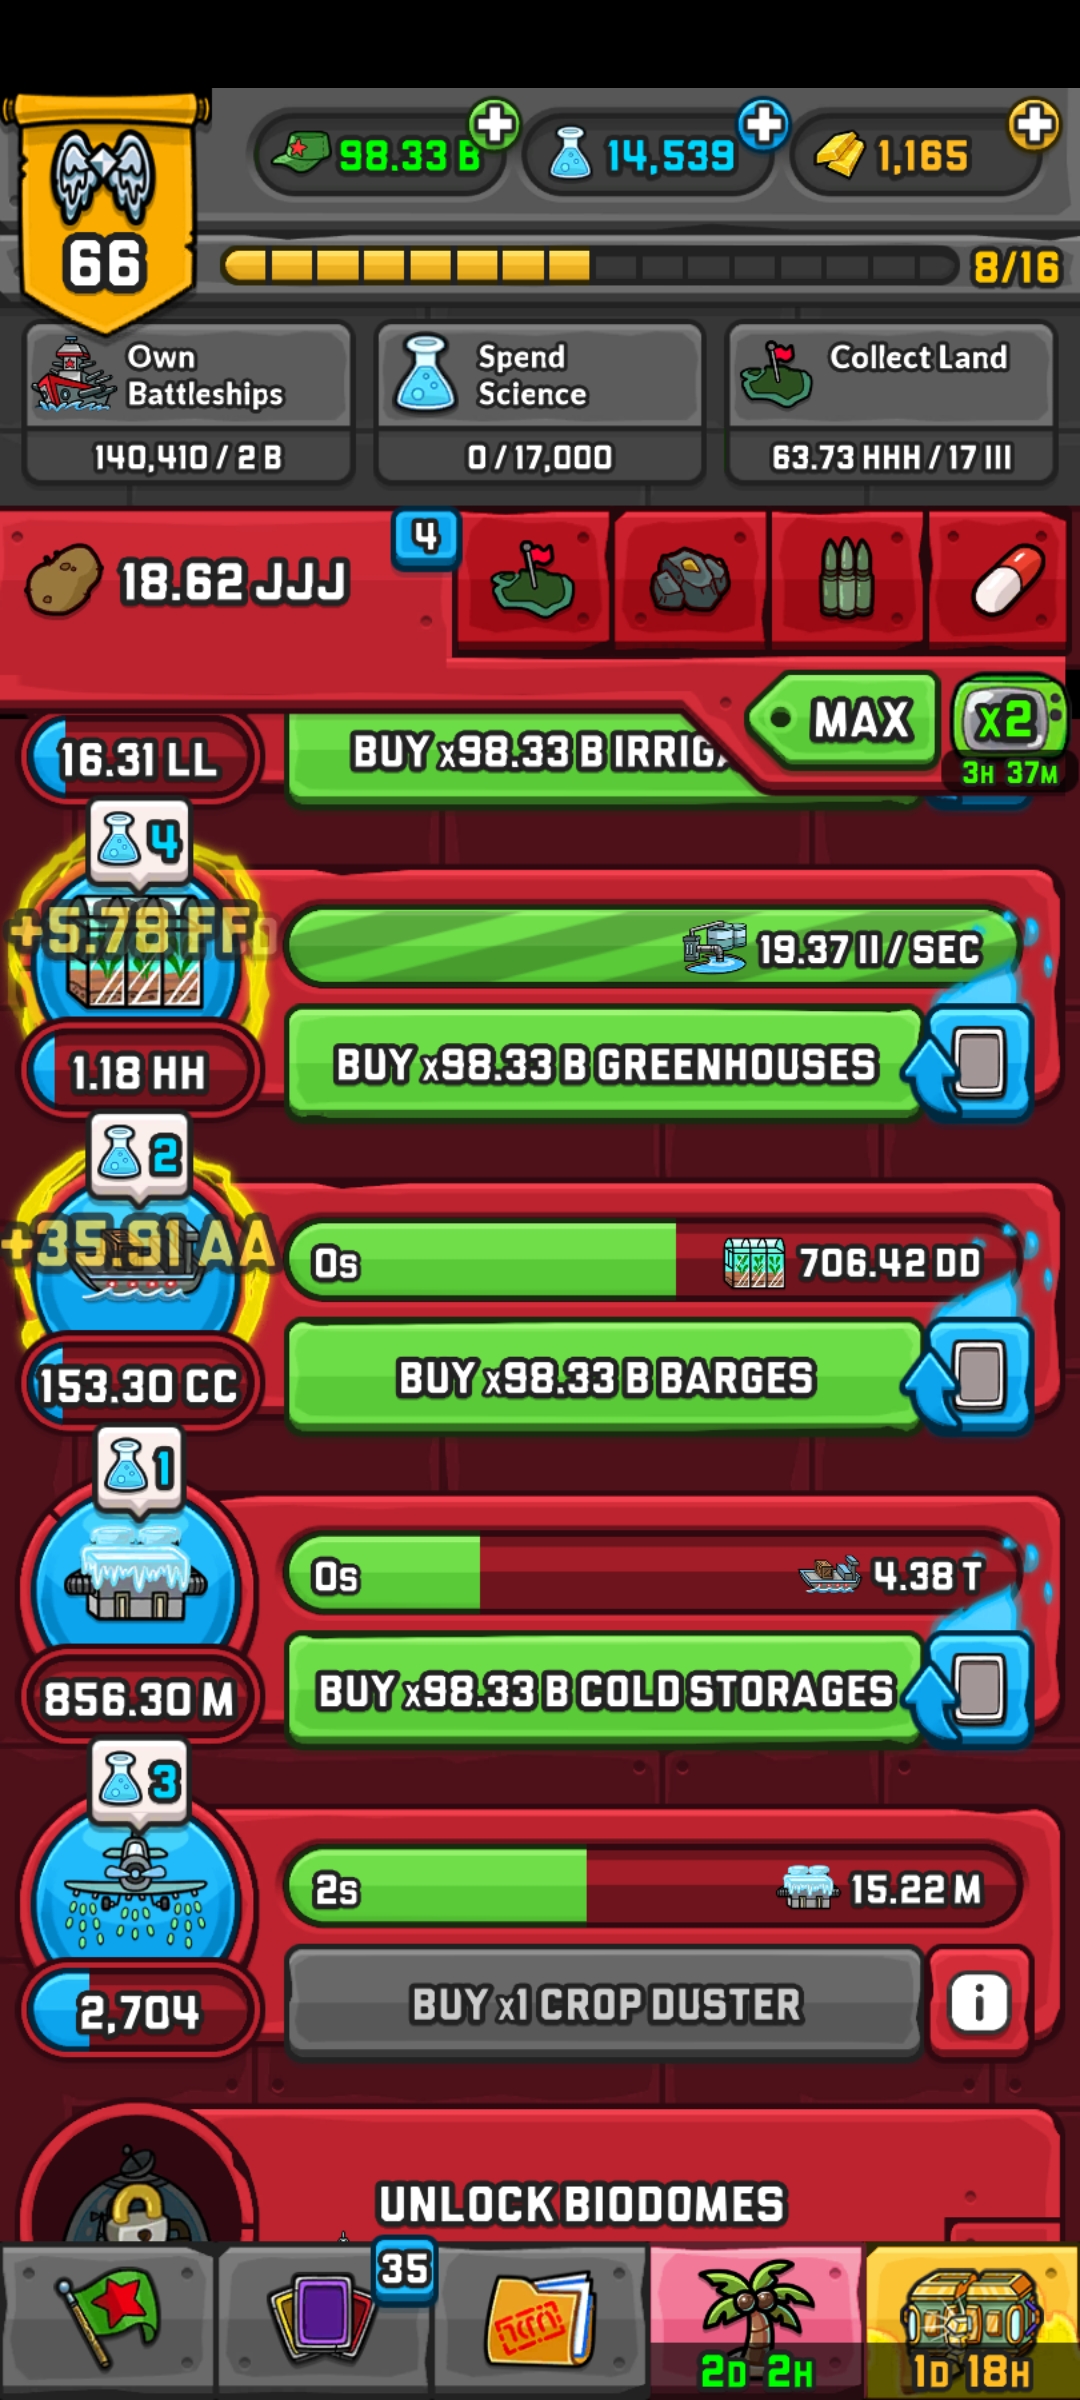 98.33 B
14,539
1,165
66
8/16
Own
Battleships
140,410 / 2 B
Spend
Science
0 / 17,000
Collect Land
63.73 HHH / 17 III
18.62 JJJ
4
MAX
x2
3H 37M
16.31 LL
BUY x98.33 B IRRIG
4
+5.78 FF
19.37 II / SEC
1.18 HH
BUY x98.33 B GREENHOUSES
2
+35.91 AA
0s
706.42 DD
153.30 CC
BUY x98.33 B BARGES
1
0s
4.38 T
856.30 M
BUY x98.33 B COLD STORAGES
3
2s
15.22 M
2,704
BUY x1 CROP DUSTER
i
UNLOCK BIODOMES
35
2D 2H
1D 18H